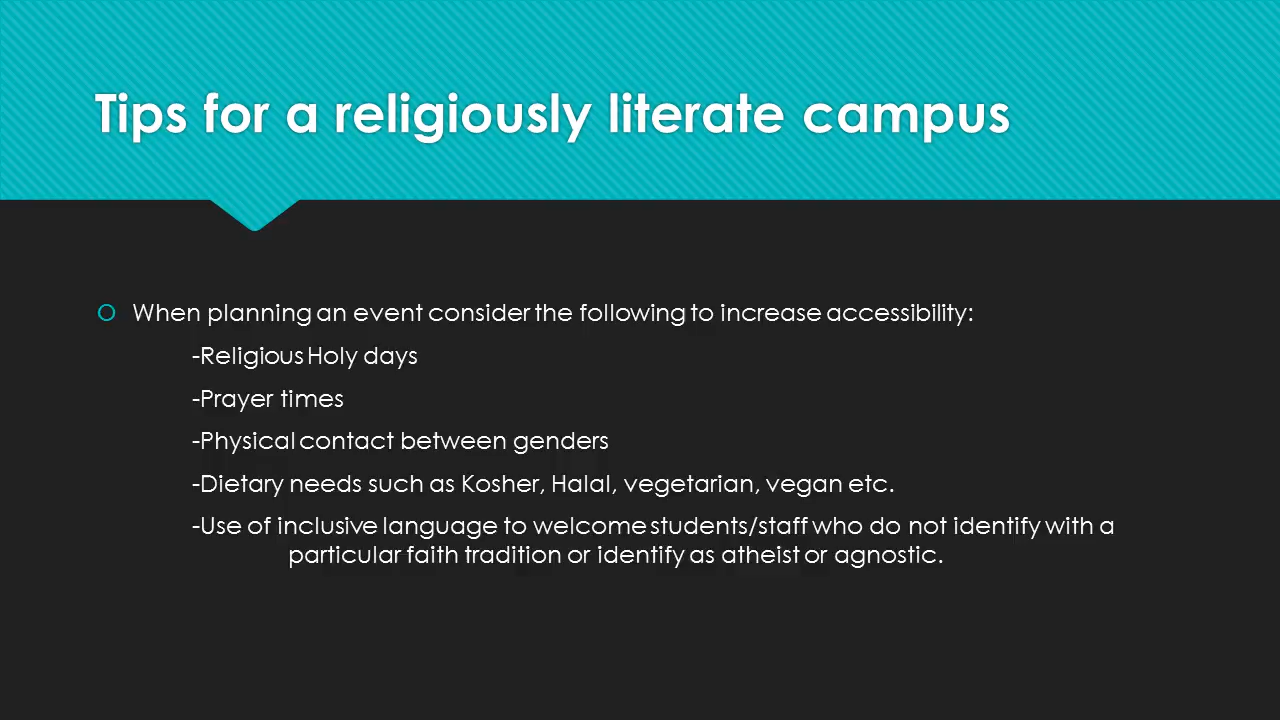 Tips for a religiously literate campus
When planning an event consider the following to increase accessibility:
-Religious Holy days
-Prayer times
-Physical contact between genders
-Dietary needs such as Kosher, Halal, vegetarian, vegan etc.
-Use of inclusive language to welcome students/staff who do not identify with a
particular faith tradition or identify as atheist or agnostic.